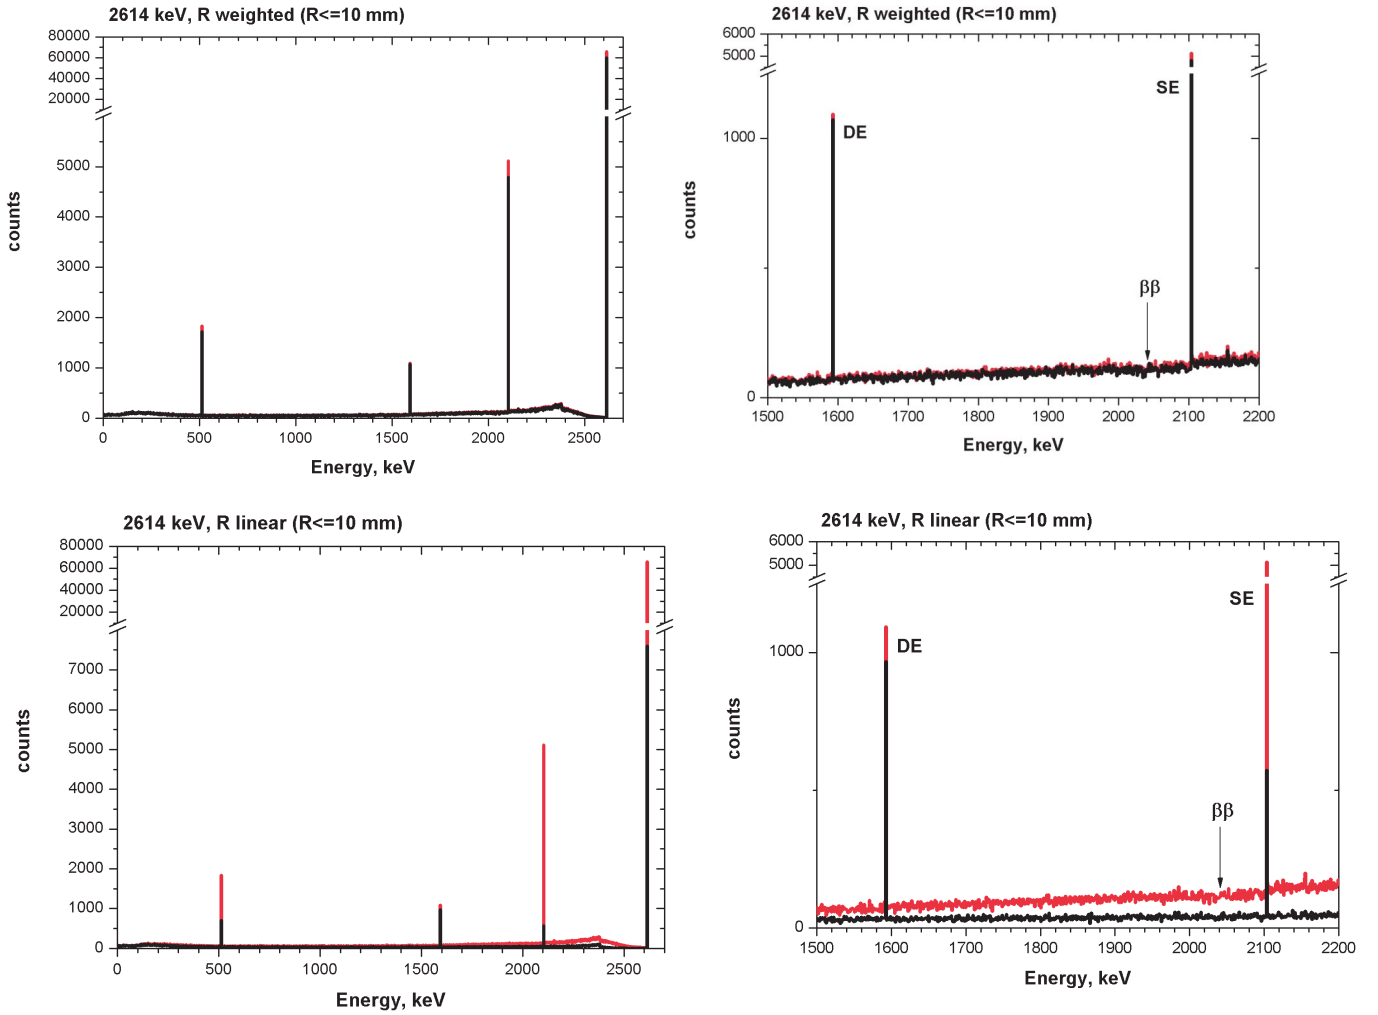 2614 keV, R weighted (R<=10 mm)
80000
60000
40000
20000
5000
4000
3000
2000
1000
0
counts
0 500 1000 1500 2000 2500
Energy, keV
2614 keV, R weighted (R<=10 mm)
6000
5000
1000
0
counts
SE
DE
ββ
1500 1600 1700 1800 1900 2000 2100 2200
Energy, keV
2614 keV, R linear (R<=10 mm)
80000
60000
40000
20000
7000
6000
5000
4000
3000
2000
1000
0
counts
0 500 1000 1500 2000 2500
Energy, keV
2614 keV, R linear (R<=10 mm)
6000
5000
1000
0
counts
SE
DE
ββ
1500 1600 1700 1800 1900 2000 2100 2200
Energy, keV